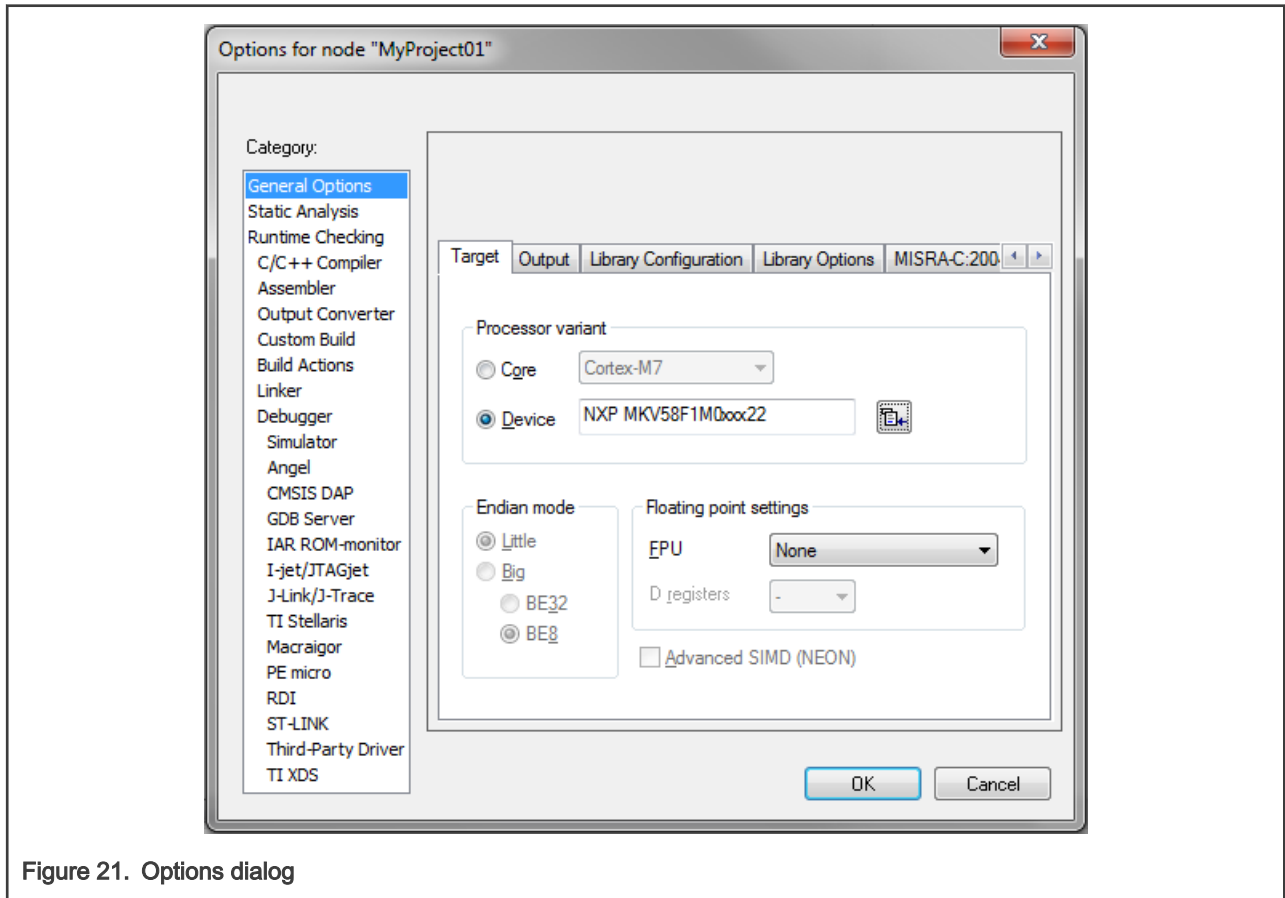 Options for node "MyProject01"
Category:
General Options
Static Analysis
Runtime Checking
C/C++ Compiler
Assembler
Output Converter
Custom Build
Build Actions
Linker
Debugger
Simulator
Angel
CMSIS DAP
GDB Server
IAR ROM-monitor
I-jet/JTAGjet
J-Link/J-Trace
TI Stellaris
Macraigor
PE micro
RDI
ST-LINK
Third-Party Driver
TI XDS
Target Output Library Configuration Library Options MISRA-C:200
Processor variant
Core Cortex-M7
Device NXP MKV58F1M0xxx22
Endian mode
Little
Big
BE32
BE8
Floating point settings
FPU None
D registers -
Advanced SIMD (NEON)
OK Cancel
Figure 21. Options dialog